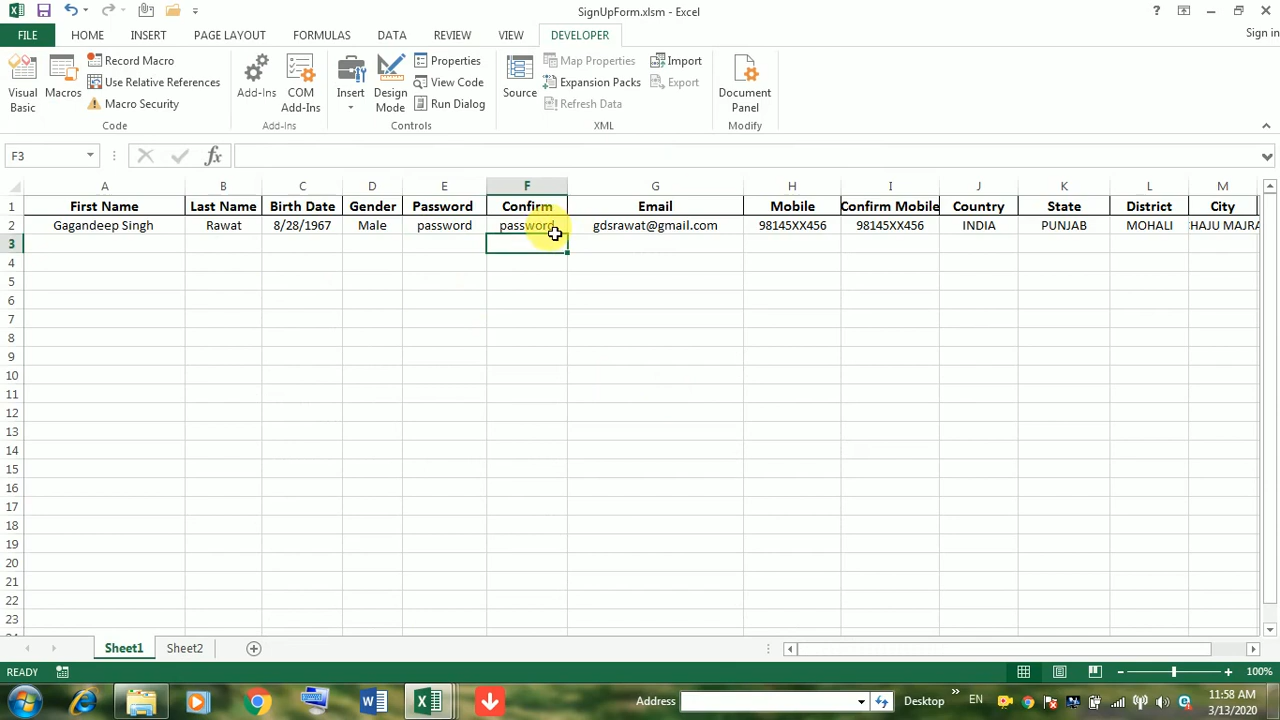 SignUpForm.xlsm - Excel
?
FILE HOME INSERT PAGE LAYOUT FORMULAS DATA REVIEW VIEW DEVELOPER Sign in
Visual Basic
Macros
Record Macro
Use Relative References
Macro Security
Code
Add-Ins
COM Add-Ins
Add-Ins
Insert
Design Mode
Properties
View Code
Run Dialog
Controls
Source
Map Properties
Expansion Packs
Refresh Data
Import
Export
XML
Document Panel
Modify
F3 fx
A B C D E F G H I J K L M
1 First Name Last Name Birth Date Gender Password Confirm Email Mobile Confirm Mobile Country State District City
2 Gagandeep Singh Rawat 8/28/1967 Male password password gdsrawat@gmail.com 98145XX456 98145XX456 INDIA PUNJAB MOHALI HAJU MAJRA
3
4
5
6
7
8
9
10
11
12
13
14
15
16
17
18
19
20
21
22
23
24
Sheet1 Sheet2
READY 100%
Address Desktop EN 11:58 AM
3/13/2020